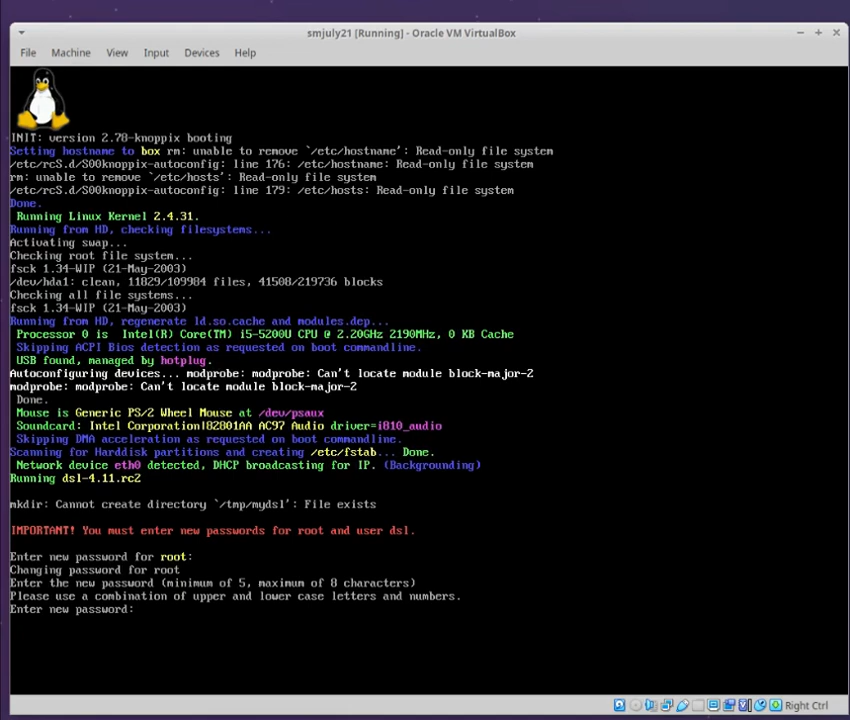 smjuly21 [Running] - Oracle VM VirtualBox
File Machine View Input Devices Help
INIT: version 2.78-knoppix booting
Setting hostname to box rm: unable to remove `/etc/hostname': Read-only file system
/etc/rcS.d/S00knoppix-autoconfig: line 176: /etc/hostname: Read-only file system
rm: unable to remove `/etc/hosts': Read-only file system
/etc/rcS.d/S00knoppix-autoconfig: line 179: /etc/hosts: Read-only file system
Done.
Running Linux Kernel 2.4.31.
Running from HD, checking filesystems...
Activating swap...
Checking root file system...
fsck 1.34-WIP (21-May-2003)
/dev/hda1: clean, 11829/109984 files, 41508/219736 blocks
Checking all file systems...
fsck 1.34-WIP (21-May-2003)
Running from HD, regenerate ld.so.cache and modules.dep...
Processor 0 is Intel(R) Core(TM) i5-5200U CPU @ 2.20GHz 2190MHz, 0 KB Cache
Skipping ACPI Bios detection as requested on boot commandline.
USB found, managed by hotplug.
Autoconfiguring devices... modprobe: modprobe: Can't locate module block-major-2
modprobe: modprobe: Can't locate module block-major-2
Done.
Mouse is Generic PS/2 Wheel Mouse at /dev/psaux
Soundcard: Intel Corporation|82801AA AC97 Audio driver=i810_audio
Skipping DMA acceleration as requested on boot commandline.
Scanning for Harddisk partitions and creating /etc/fstab... Done.
Network device eth0 detected, DHCP broadcasting for IP. (Backgrounding)
Running dsl-4.11.rc2
mkdir: Cannot create directory `/tmp/mydsl': File exists
IMPORTANT! You must enter new passwords for root and user dsl.
Enter new password for root:
Changing password for root
Enter the new password (minimum of 5, maximum of 8 characters)
Please use a combination of upper and lower case letters and numbers.
Enter new password:
Right Ctrl